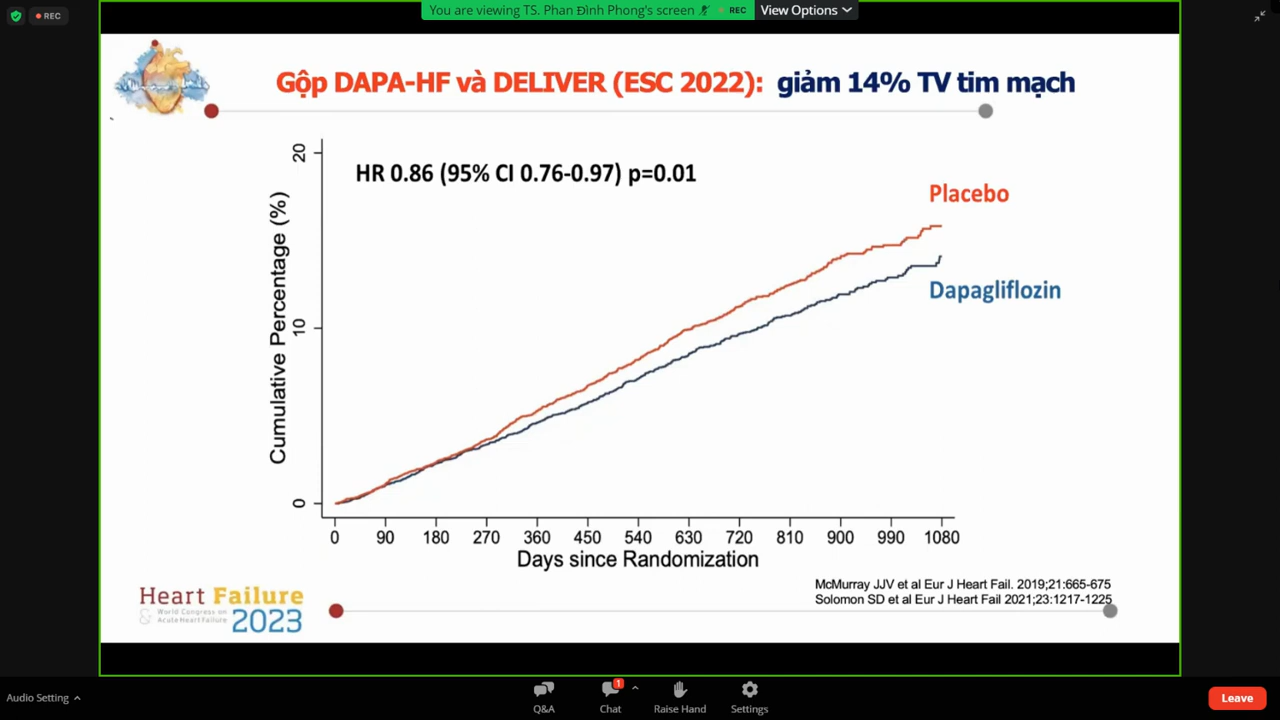 You are viewing TS. Phan Đình Phong's screen
REC
View Options
REC
Gộp DAPA-HF và DELIVER (ESC 2022): giảm 14% TV tim mạch
HR 0.86 (95% CI 0.76-0.97) p=0.01
Placebo
Dapagliflozin
Cumulative Percentage (%)
20
10
0
0 90 180 270 360 450 540 630 720 810 900 990 1080
Days since Randomization
McMurray JJV et al Eur J Heart Fail. 2019;21:665-675
Solomon SD et al Eur J Heart Fail 2021;23:1217-1225
Heart Failure
& World Congress on
Acute Heart Failure
2023
Audio Setting
Q&A
Chat
1
Raise Hand
Settings
Leave